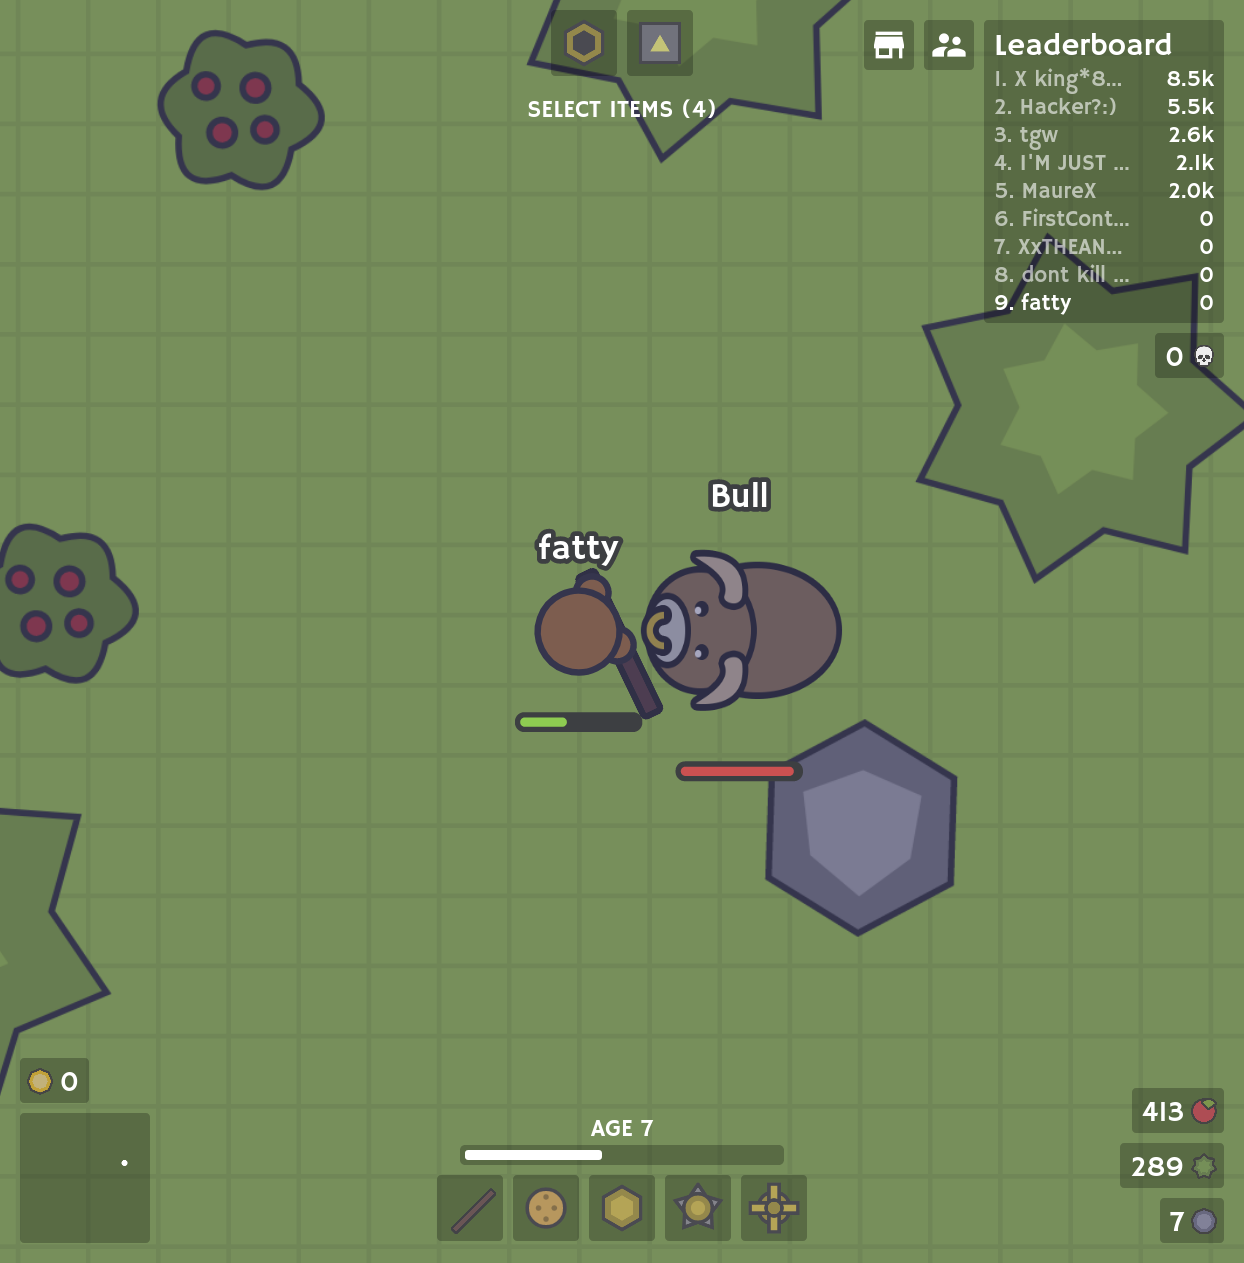 SELECT ITEMS (4)
Leaderboard
1. X king*8... 8.5k
2. Hacker?:) 5.5k
3. tgw 2.6k
4. I'M JUST ... 2.1k
5. MaureX 2.0k
6. FirstCont... 0
7. XxTHEAN... 0
8. dont kill ... 0
9. fatty 0
0
Bull
fatty
0
AGE 7
413
289
7